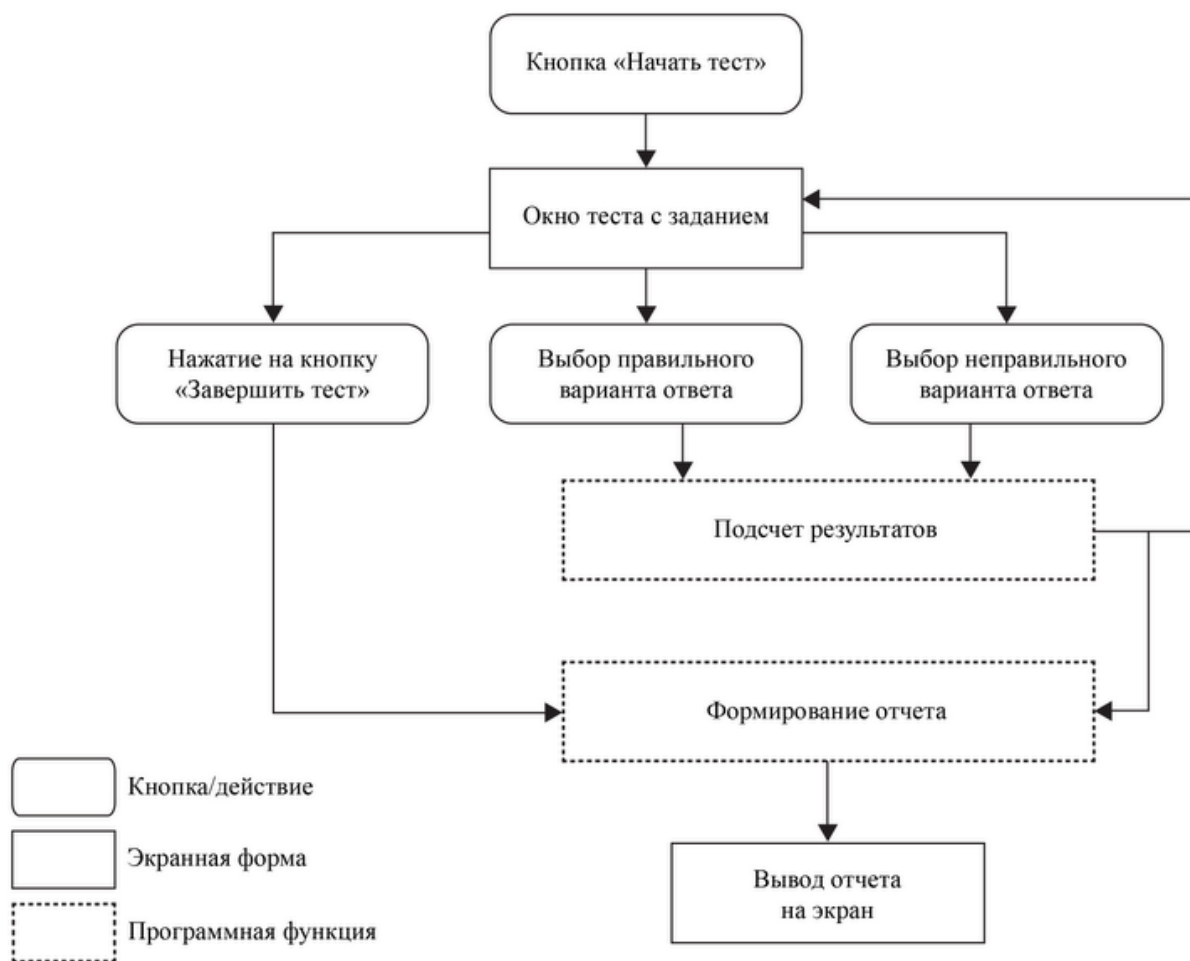 Кнопка «Начать тест»
Окно теста с заданием
Нажатие на кнопку
«Завершить тест»
Выбор правильного
варианта ответа
Выбор неправильного
варианта ответа
Подсчет результатов
Формирование отчета
Вывод отчета
на экран
Кнопка/действие
Экранная форма
Программная функция